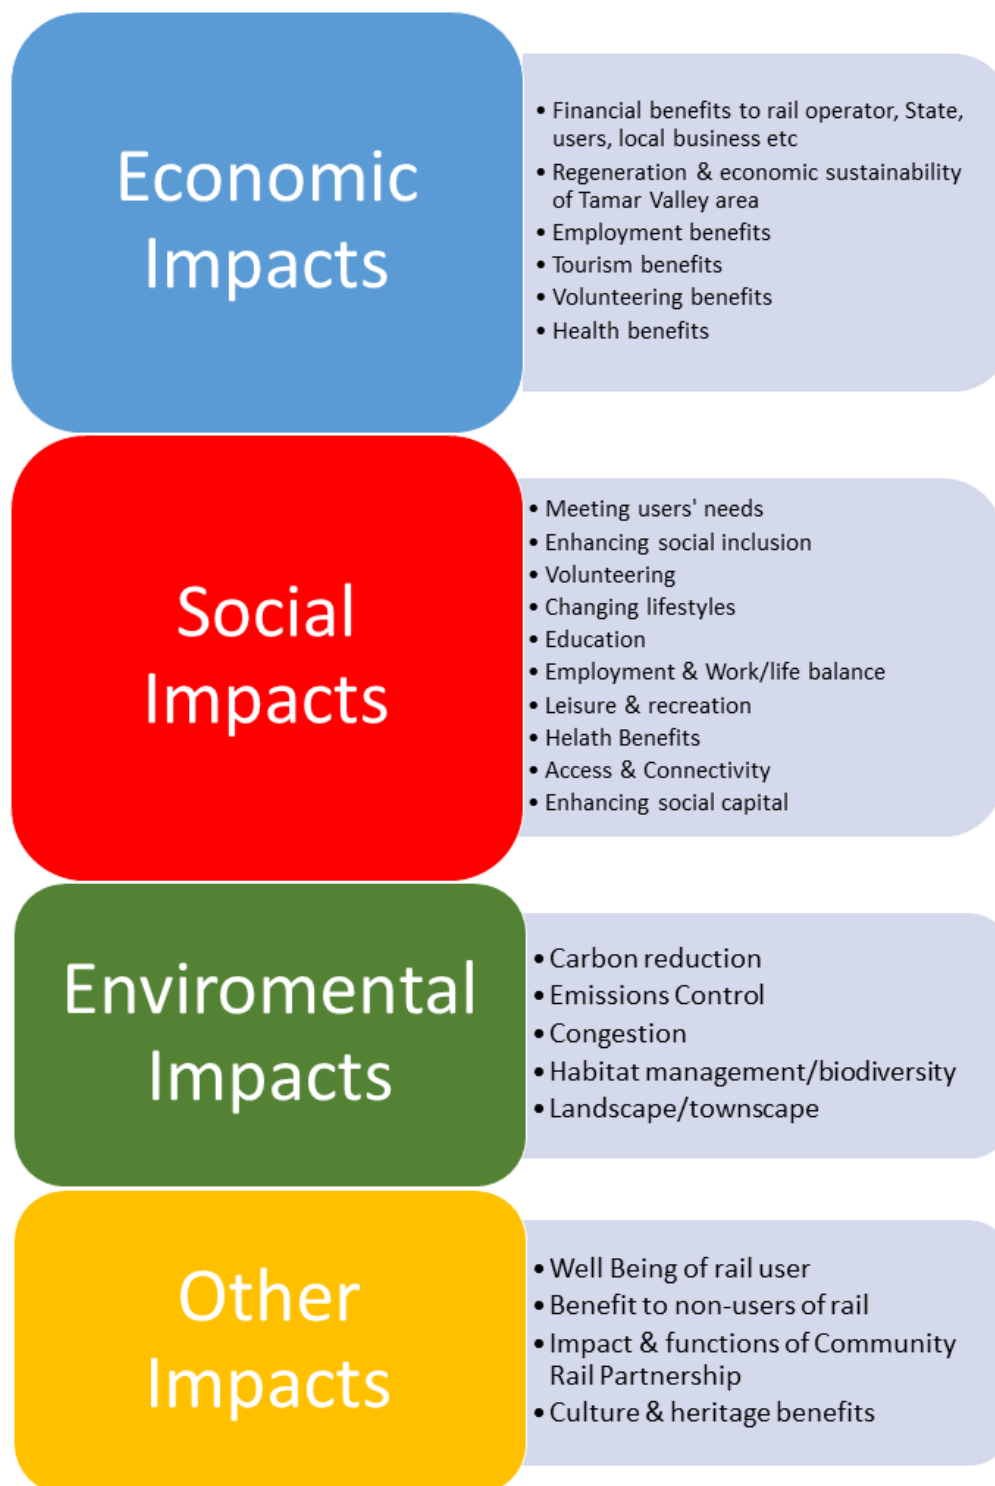 Economic
Impacts
• Financial benefits to rail operator, State,
users, local business etc
• Regeneration & economic sustainability
of Tamar Valley area
• Employment benefits
• Tourism benefits
• Volunteering benefits
• Health benefits
Social
Impacts
• Meeting users' needs
• Enhancing social inclusion
• Volunteering
• Changing lifestyles
• Education
• Employment & Work/life balance
• Leisure & recreation
• Helath Benefits
• Access & Connectivity
• Enhancing social capital
Enviromental
Impacts
• Carbon reduction
• Emissions Control
• Congestion
• Habitat management/biodiversity
• Landscape/townscape
Other
Impacts
• Well Being of rail user
• Benefit to non-users of rail
• Impact & functions of Community
Rail Partnership
• Culture & heritage benefits